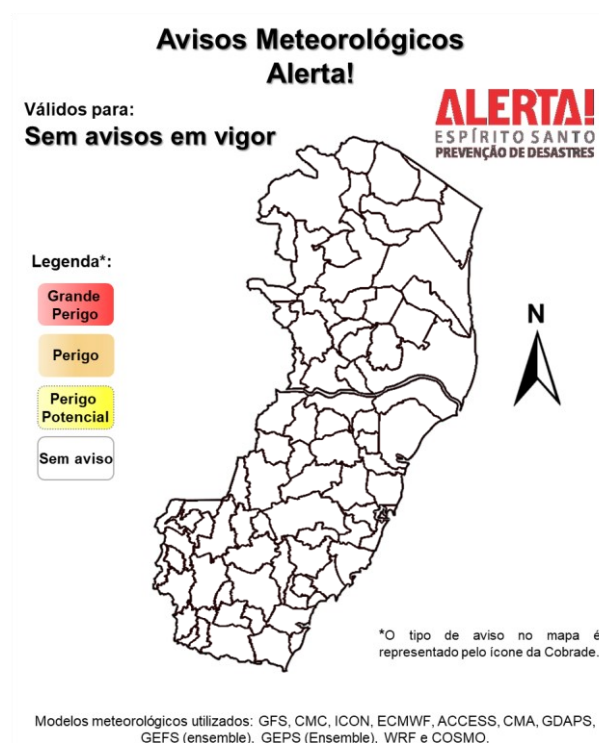 Avisos Meteorológicos
Alerta!
Válidos para:
Sem avisos em vigor
ALERTA!
ESPÍRITO SANTO
PREVENÇÃO DE DESASTRES
Legenda*:
Grande
Perigo
Perigo
Perigo
Potencial
Sem aviso
N
*O tipo de aviso no mapa é
representado pelo ícone da Cobrade.
Modelos meteorológicos utilizados: GFS, CMC, ICON, ECMWF, ACCESS, CMA, GDAPS,
GEFS (ensemble), GEPS (Ensemble), WRF e COSMO.